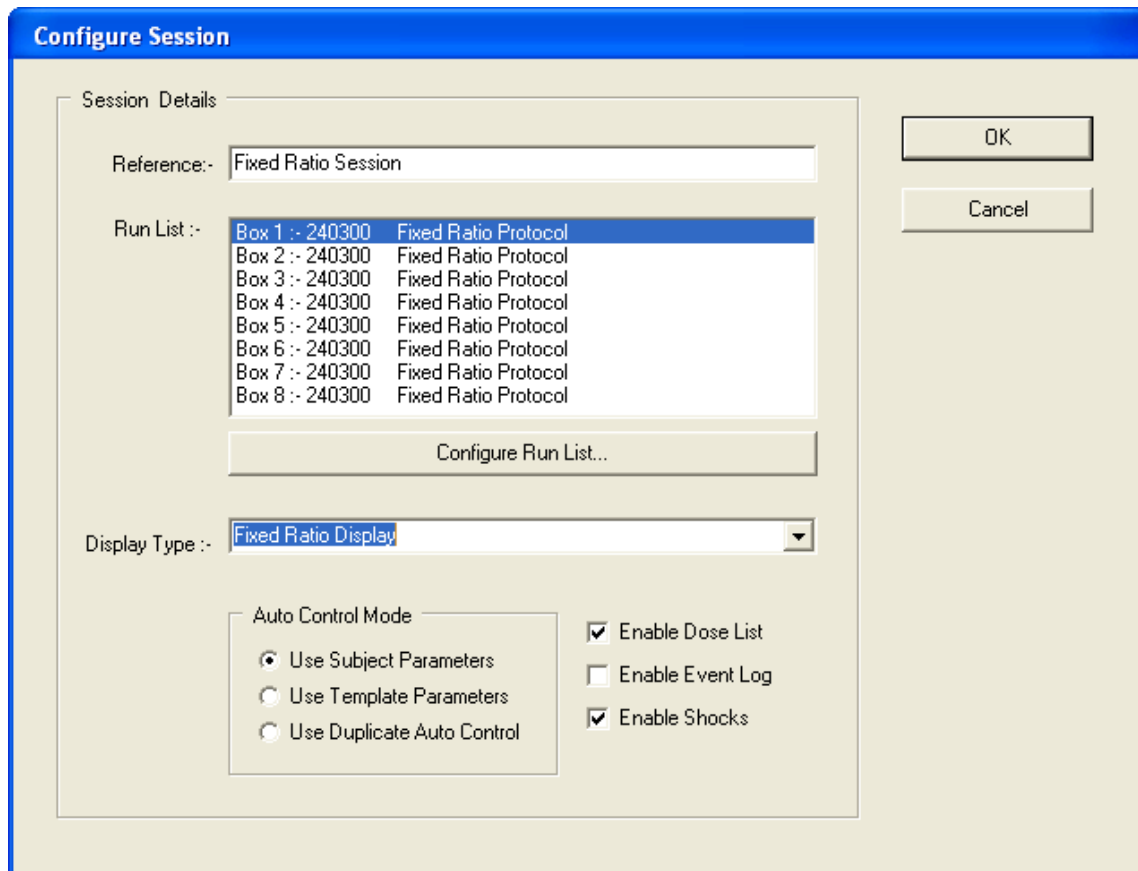 Configure Session
Session Details
OK
Reference:- Fixed Ratio Session
Cancel
Run List :- Box 1 :- 240300 Fixed Ratio Protocol
Box 2 :- 240300 Fixed Ratio Protocol
Box 3 :- 240300 Fixed Ratio Protocol
Box 4 :- 240300 Fixed Ratio Protocol
Box 5 :- 240300 Fixed Ratio Protocol
Box 6 :- 240300 Fixed Ratio Protocol
Box 7 :- 240300 Fixed Ratio Protocol
Box 8 :- 240300 Fixed Ratio Protocol
Configure Run List...
Display Type :- Fixed Ratio Display
Auto Control Mode
Use Subject Parameters
Use Template Parameters
Use Duplicate Auto Control
Enable Dose List
Enable Event Log
Enable Shocks